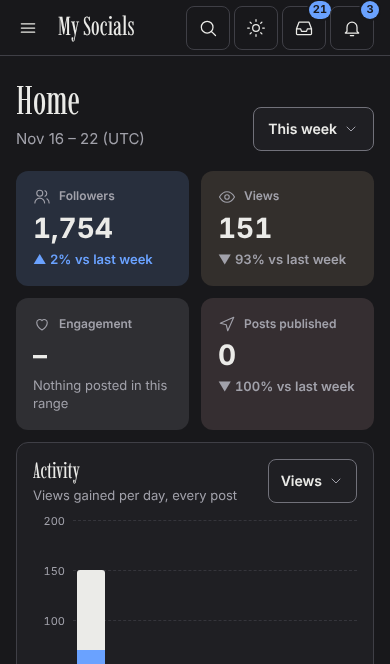 My Socials
21
3
Home
Nov 16 – 22 (UTC)
This week
Followers
1,754
▲ 2% vs last week
Views
151
▼ 93% vs last week
Engagement
–
Nothing posted in this
range
Posts published
0
▼ 100% vs last week
Activity
Views gained per day, every post
Views
200
150
100